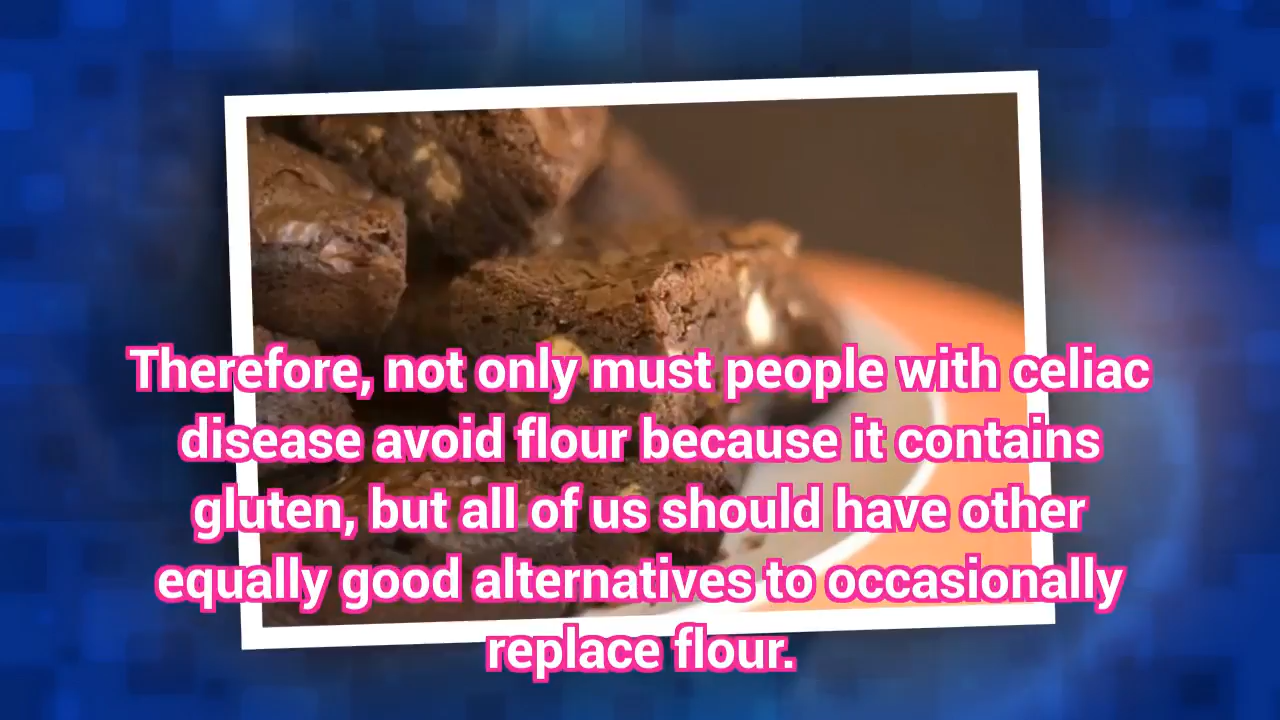 Therefore, not only must people with celiac
disease avoid flour because it contains
gluten, but all of us should have other
equally good alternatives to occasionally
replace flour.